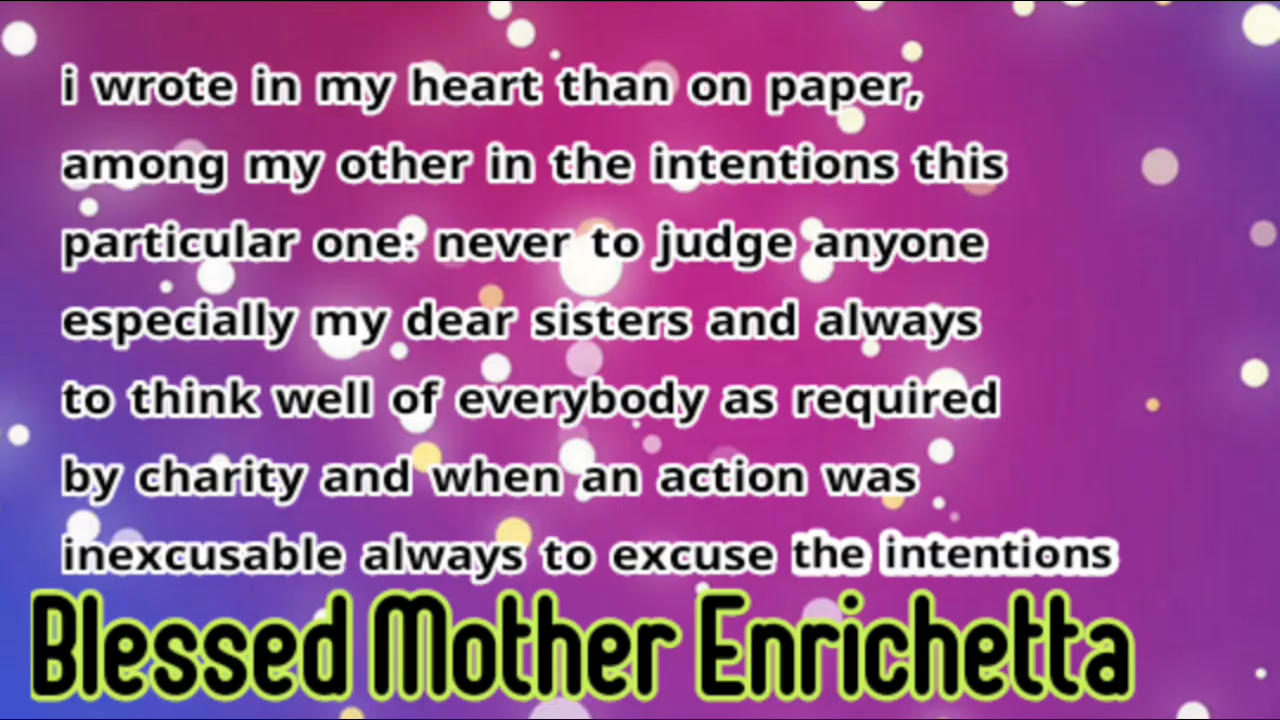 i wrote in my heart than on paper,
among my other in the intentions this
particular one: never to judge anyone
especially my dear sisters and always
to think well of everybody as required
by charity and when an action was
inexcusable always to excuse the intentions
Blessed Mother Enrichetta